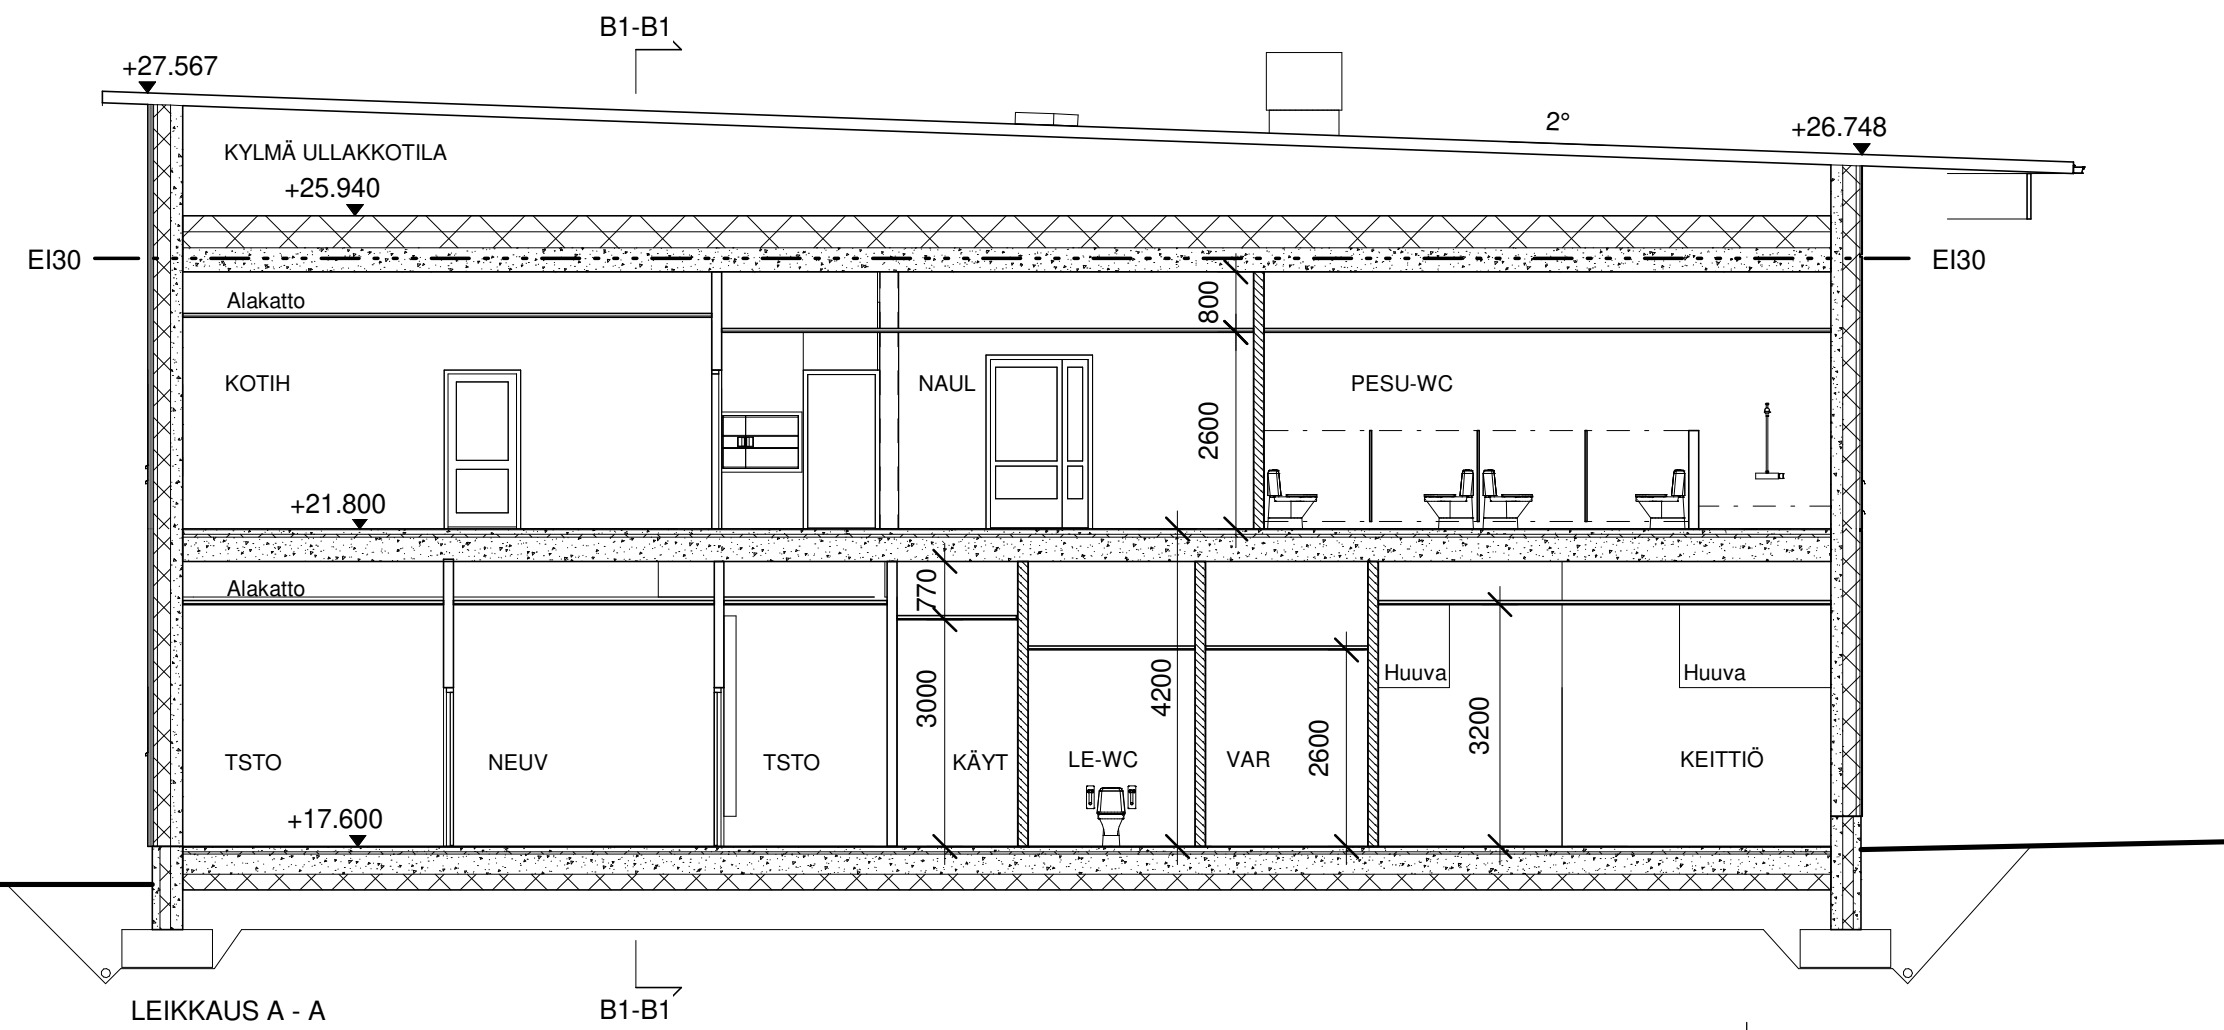 B1-B1
+27.567
2°
+26.748
KYLMÄ ULLAKKOTILA
+25.940
EI30
EI30
Alakatto
800
KOTIH
NAUL
PESU-WC
2600
+21.800
Alakatto
770
3000
4200
Huuva
Huuva
3200
2600
TSTO
NEUV
TSTO
KÄYT
LE-WC
VAR
KEITTIÖ
+17.600
LEIKKAUS A - A
B1-B1